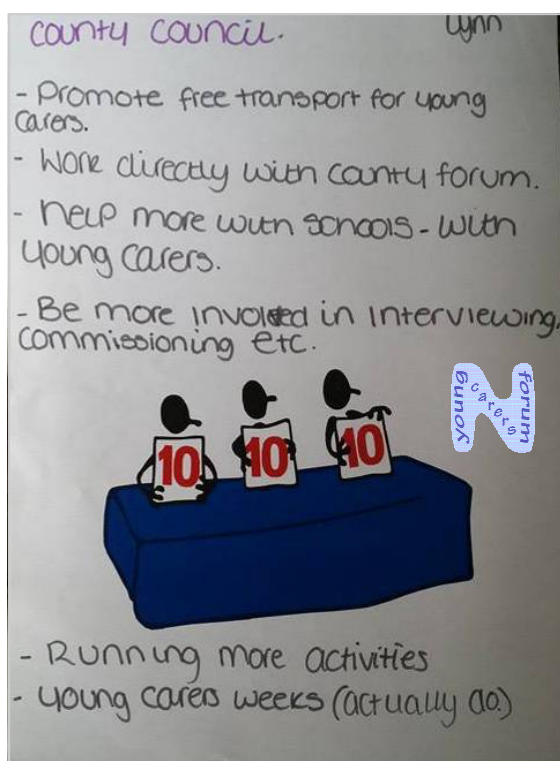 County Council.
Lynn
- Promote free transport for young
carers.
- Work directly with county forum.
- Help more with schools - with
young carers.
- Be more involved in interviewing,
commissioning etc.
10 10 10
young carers forum
N
- Running more activities
- Young carers weeks (actually do)